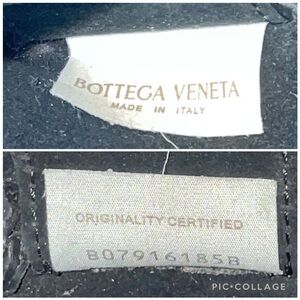 BOTTEGA VENETA
MADE IN ITALY
ORIGINALITY CERTIFIED
B07916185B
PIC•COLLAGE